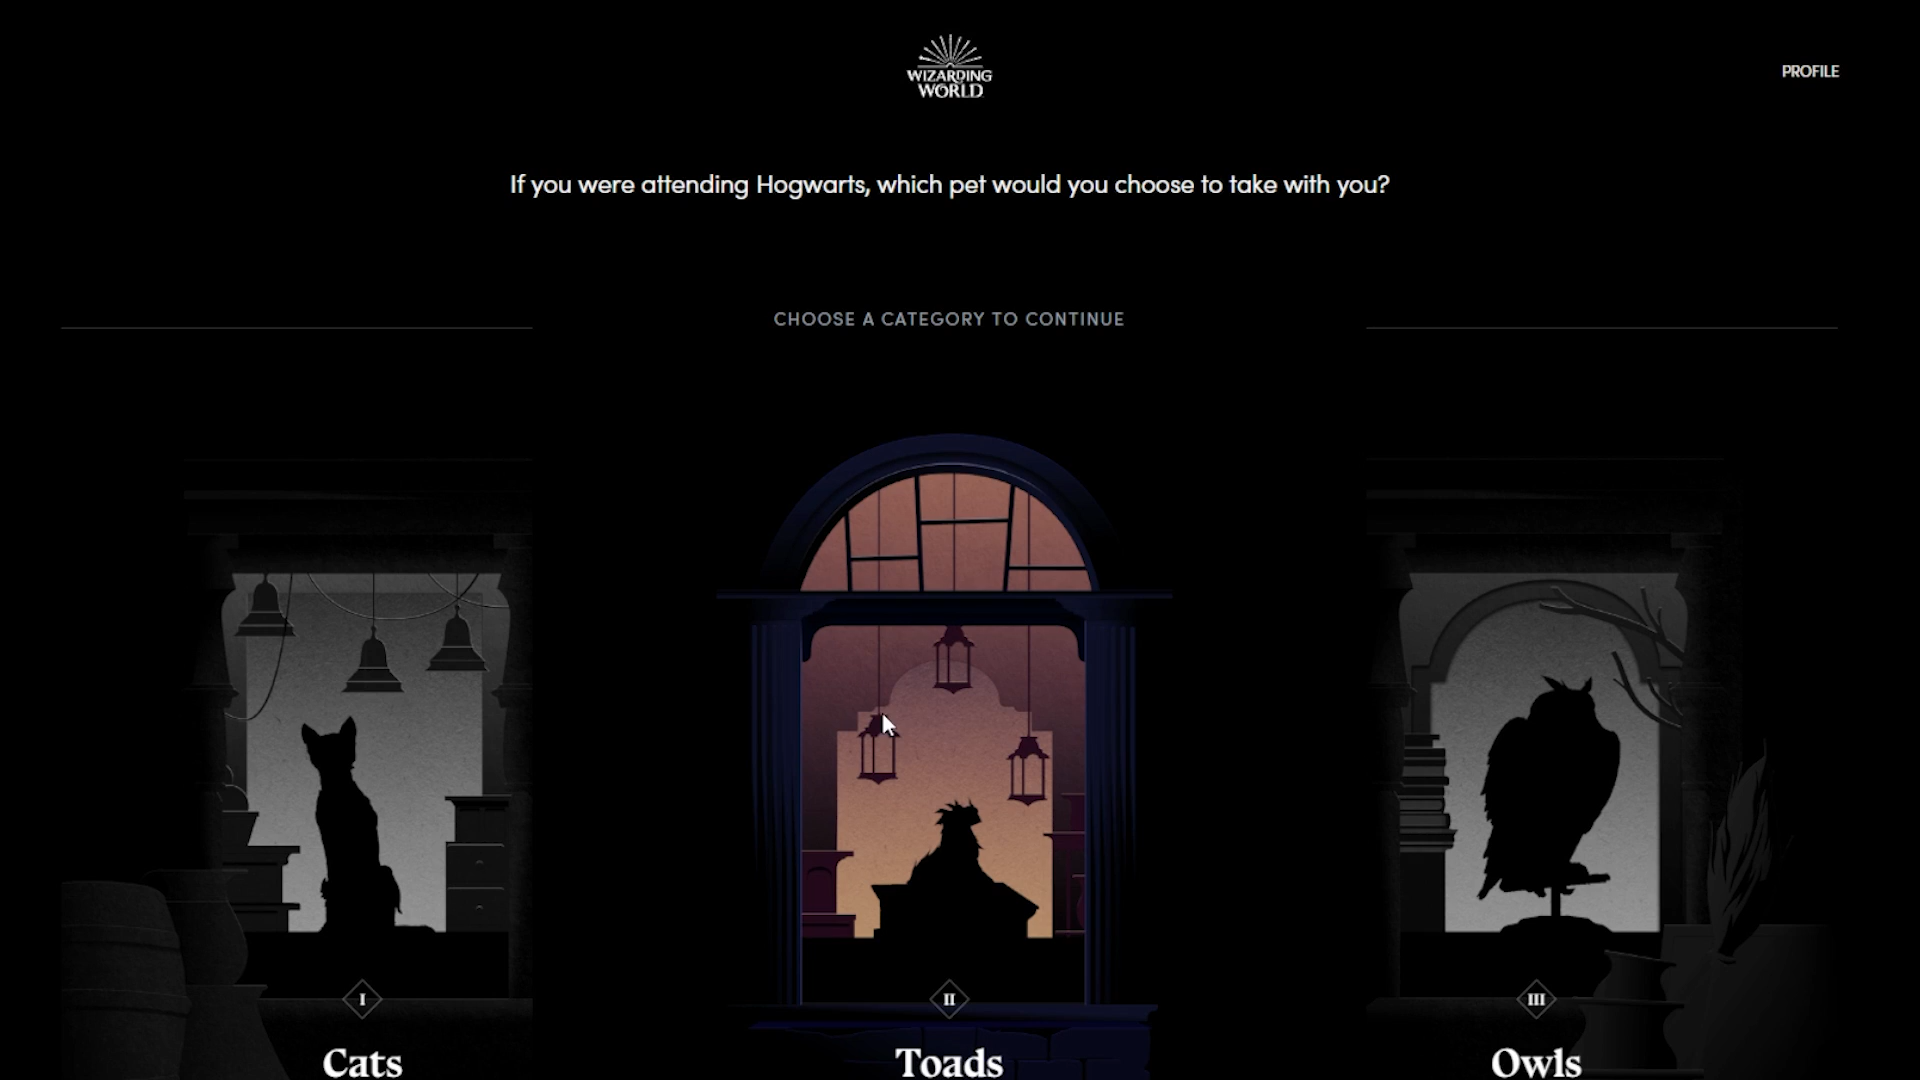 WIZARDING
WORLD
PROFILE
If you were attending Hogwarts, which pet would you choose to take with you?
CHOOSE A CATEGORY TO CONTINUE
I
II
III
Cats
Toads
Owls